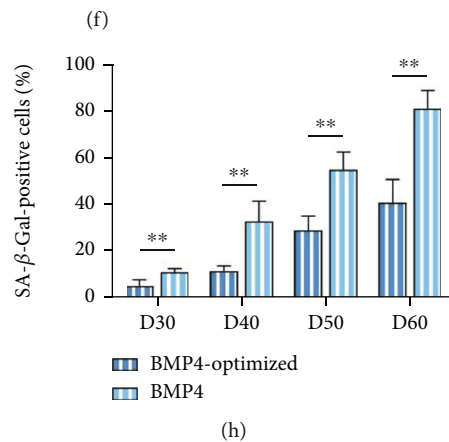 (f)
SA-β-Gal-positive cells (%)
100
80
60
40
20
0
**
**
**
**
D30 D40 D50 D60
BMP4-optimized
BMP4
(h)